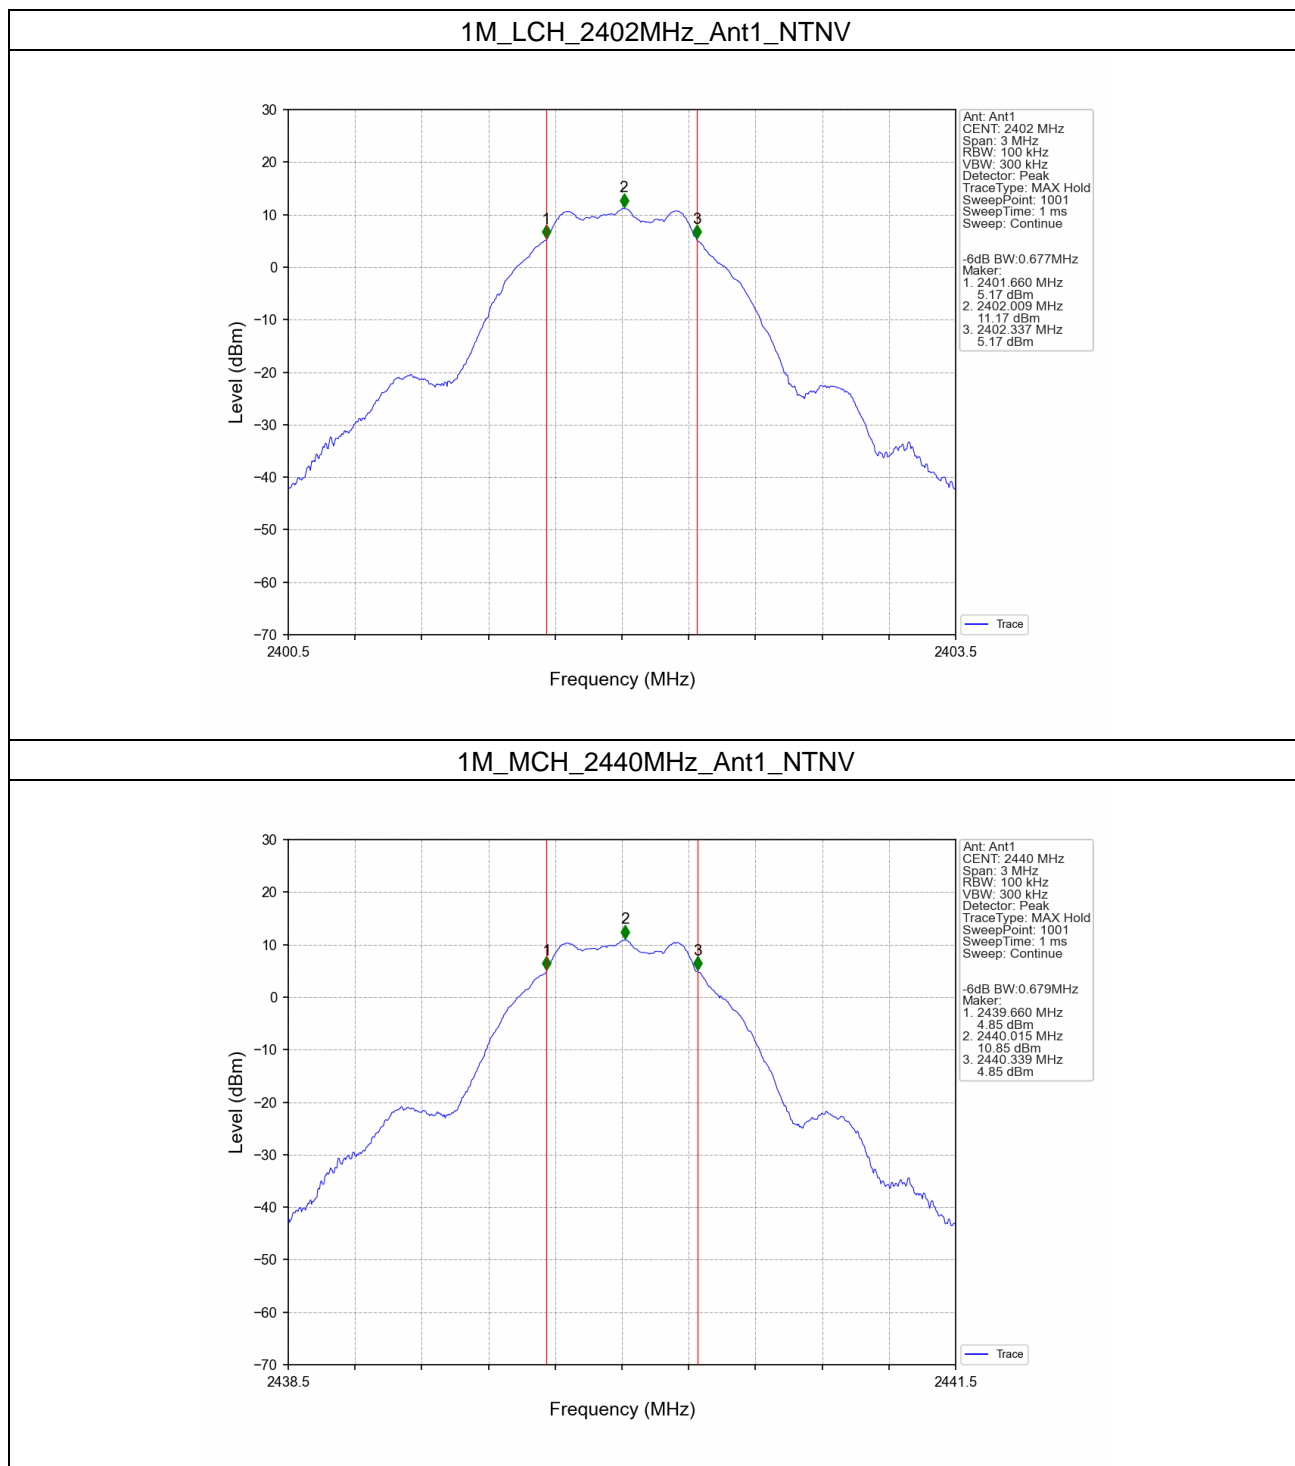 1M_LCH_2402MHz_Ant1_NTNV
30
20
10
0
−10
−20
−30
−40
−50
−60
−70
Level (dBm)
1
2
3
2400.5
2403.5
Frequency (MHz)
Ant: Ant1
CENT: 2402 MHz
Span: 3 MHz
RBW: 100 kHz
VBW: 300 kHz
Detector: Peak
TraceType: MAX Hold
SweepPoint: 1001
SweepTime: 1 ms
Sweep: Continue
-6dB BW:0.677MHz
Maker:
1. 2401.660 MHz
5.17 dBm
2. 2402.009 MHz
11.17 dBm
3. 2402.337 MHz
5.17 dBm
Trace
1M_MCH_2440MHz_Ant1_NTNV
30
20
10
0
−10
−20
−30
−40
−50
−60
−70
Level (dBm)
1
2
3
2438.5
2441.5
Frequency (MHz)
Ant: Ant1
CENT: 2440 MHz
Span: 3 MHz
RBW: 100 kHz
VBW: 300 kHz
Detector: Peak
TraceType: MAX Hold
SweepPoint: 1001
SweepTime: 1 ms
Sweep: Continue
-6dB BW:0.679MHz
Maker:
1. 2439.660 MHz
4.85 dBm
2. 2440.015 MHz
10.85 dBm
3. 2440.339 MHz
4.85 dBm
Trace